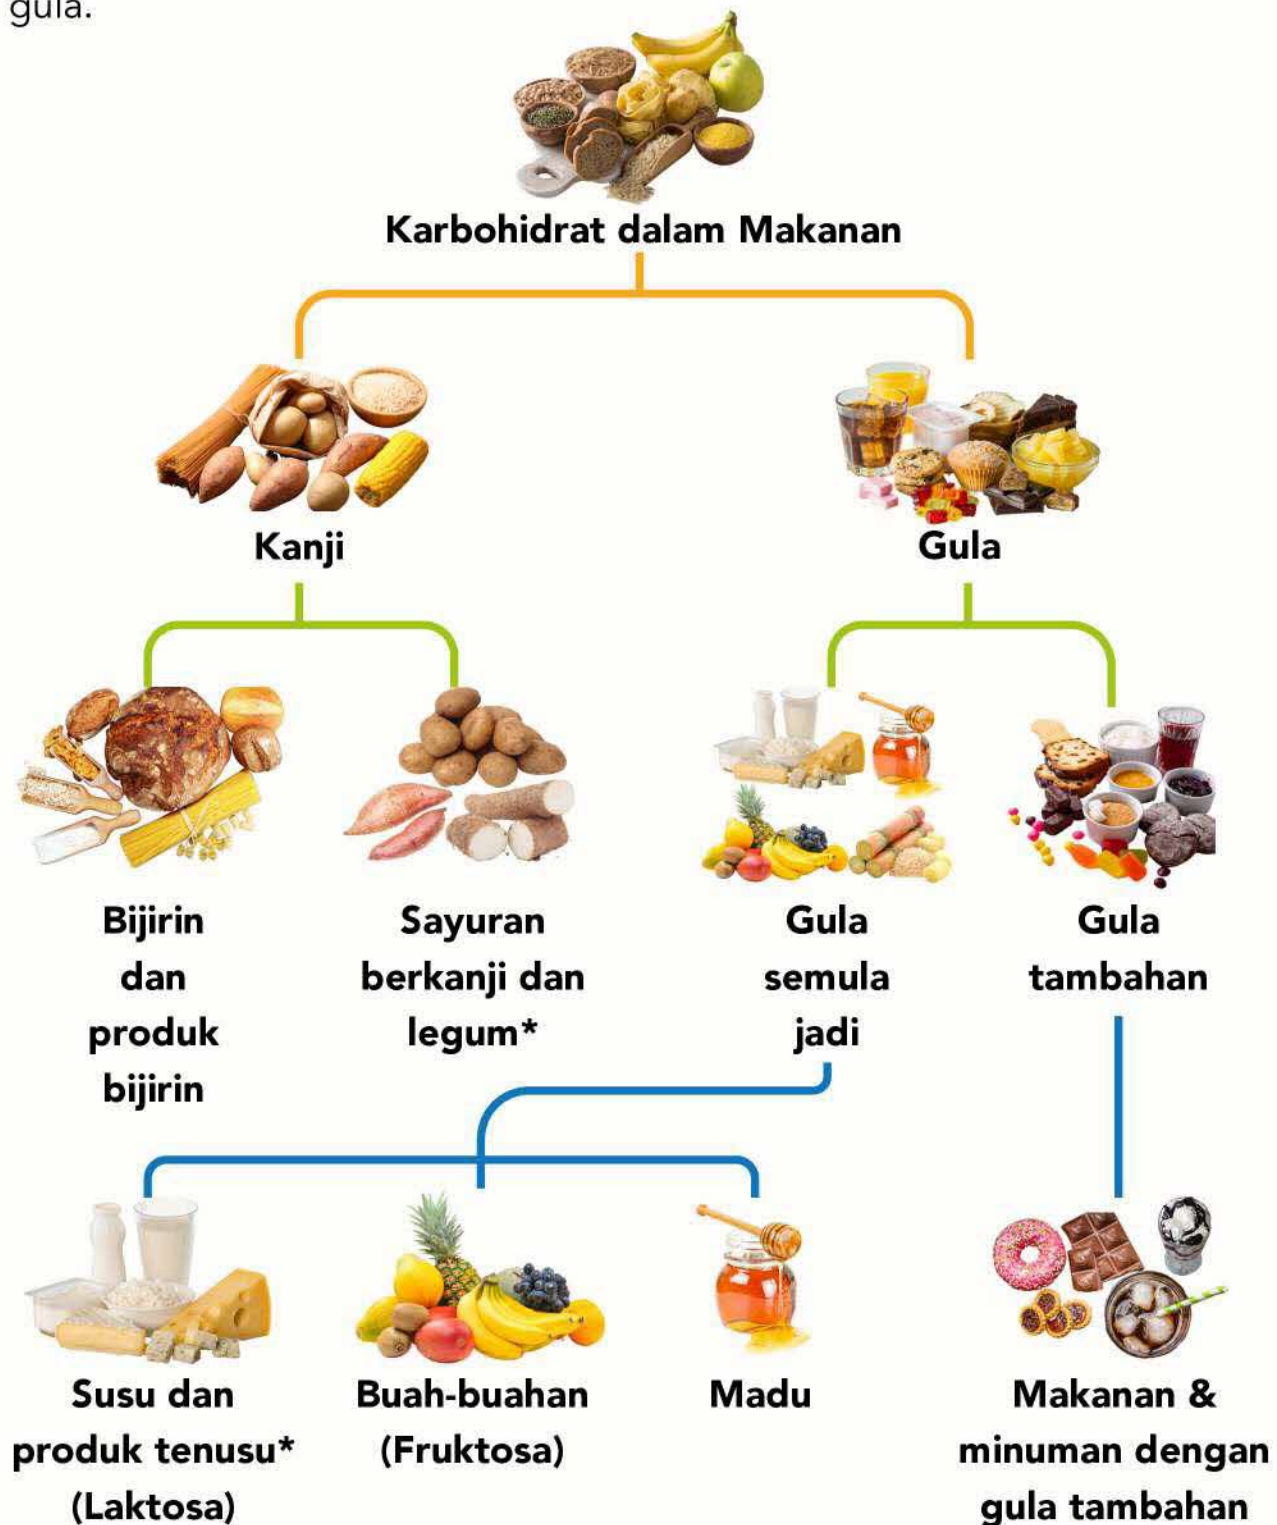 gula.
Karbohidrat dalam Makanan
Kanji
Gula
Bijirin
dan
produk
bijirin
Sayuran
berkanji dan
legum*
Gula
semula
jadi
Gula
tambahan
Susu dan
produk tenusu*
(Laktosa)
Buah-buahan
(Fruktosa)
Madu
Makanan &
minuman dengan
gula tambahan